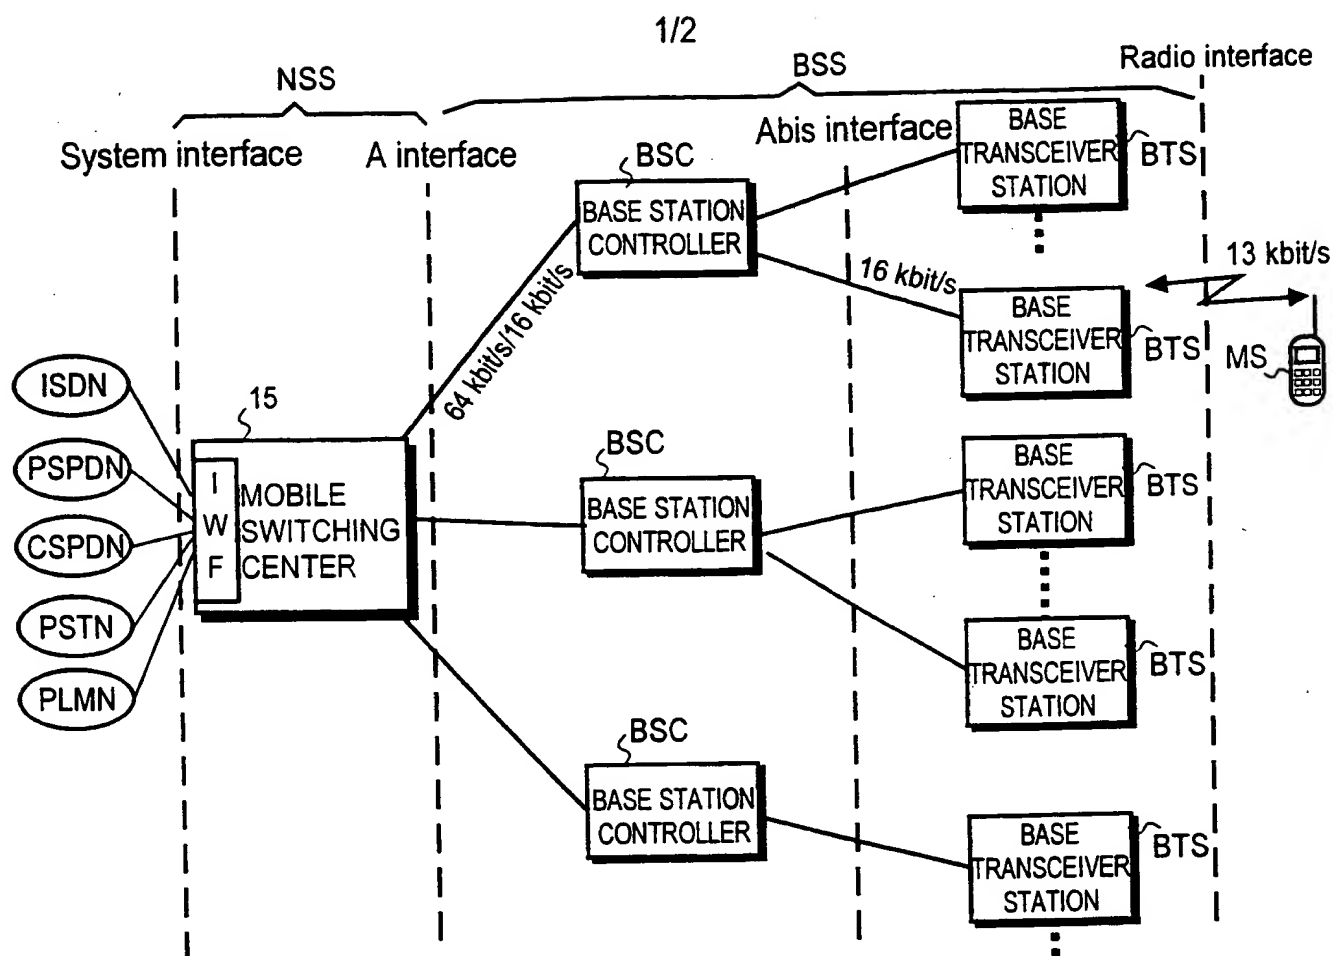 1/2
NSS
BSS
Radio interface
System interface
A interface
Abis interface
BSC
BASE STATION
CONTROLLER
BASE
TRANSCEIVER
STATION
BTS
64 kbit/s/16 kbit/s
16 kbit/s
13 kbit/s
BASE
TRANSCEIVER
STATION
BTS
MS
ISDN
PSPDN
CSPDN
PSTN
PLMN
15
I
W
F
MOBILE
SWITCHING
CENTER
BSC
BASE STATION
CONTROLLER
BASE
TRANSCEIVER
STATION
BTS
BASE
TRANSCEIVER
STATION
BTS
BSC
BASE STATION
CONTROLLER
BASE
TRANSCEIVER
STATION
BTS